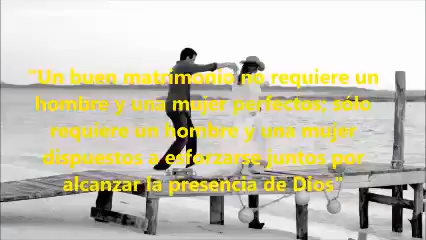 "Un buen matrimonio no requiere un
hombre y una mujer perfectos; sólo
requiere un hombre y una mujer
dispuestos a esforzarse juntos por
alcanzar la presencia de Dios"